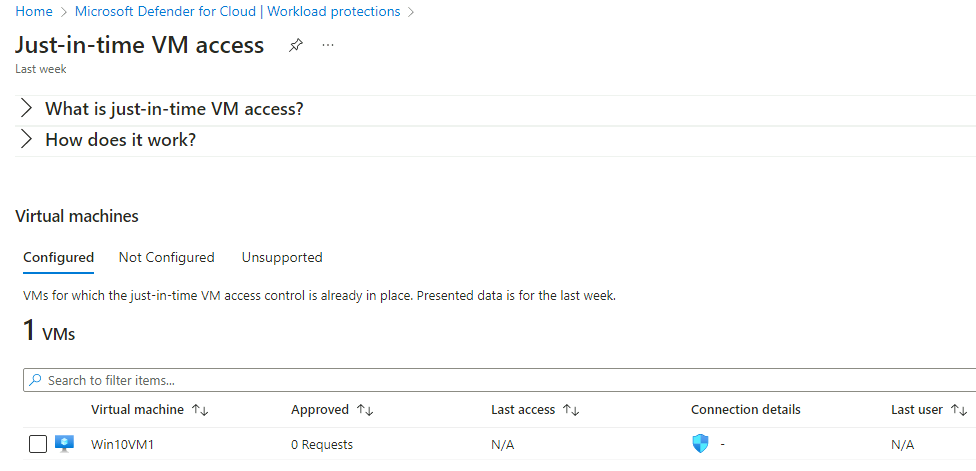 Home > Microsoft Defender for Cloud | Workload protections >
Just-in-time VM access ...
Last week
What is just-in-time VM access?
How does it work?
Virtual machines
Configured Not Configured Unsupported
VMs for which the just-in-time VM access control is already in place. Presented data is for the last week.
1 VMs
Search to filter items...
Virtual machine ↑↓ Approved ↑↓ Last access ↑↓ Connection details Last user ↑↓
Win10VM1 0 Requests N/A - N/A